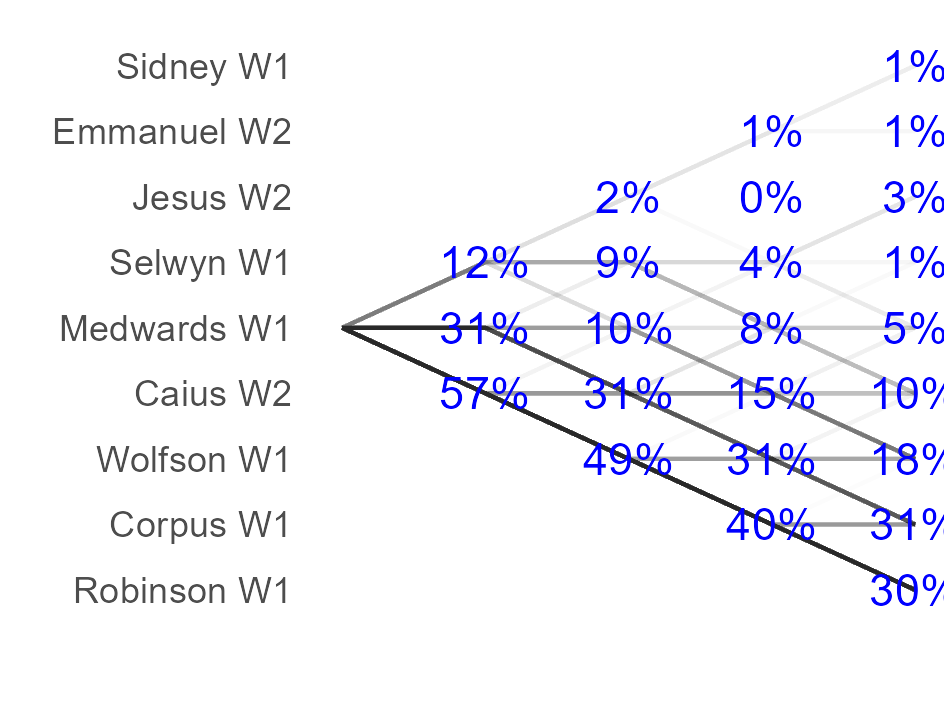 Sidney W1 1%
Emmanuel W2 1% 1%
Jesus W2 2% 0% 3%
Selwyn W1 12% 9% 4% 1%
Medwards W1 31% 10% 8% 5%
Caius W2 57% 31% 15% 10%
Wolfson W1 49% 31% 18%
Corpus W1 40% 31%
Robinson W1 30%